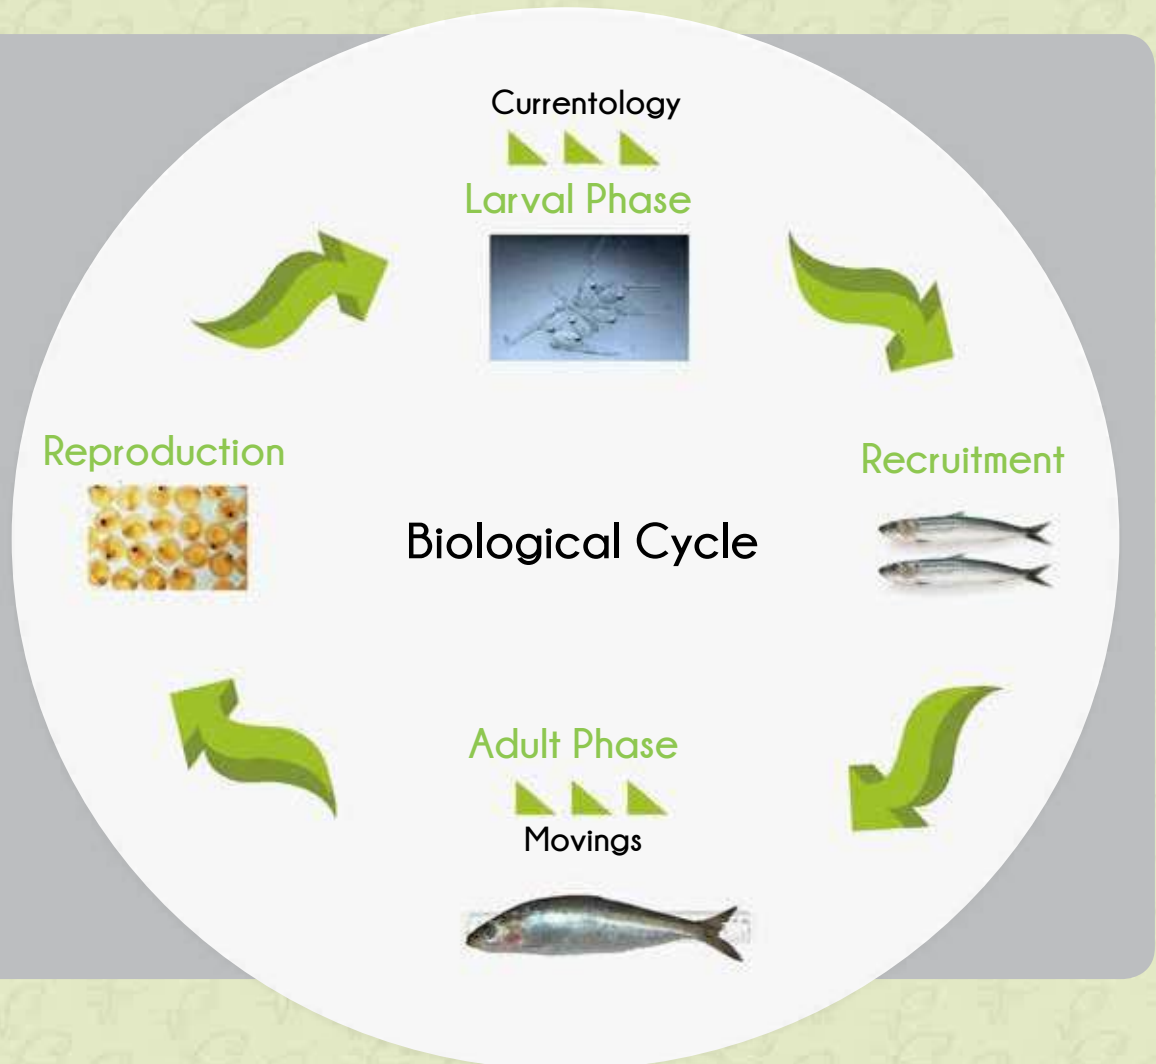 Currentology
Larval Phase
Reproduction
Recruitment
Biological Cycle
Adult Phase
Movings